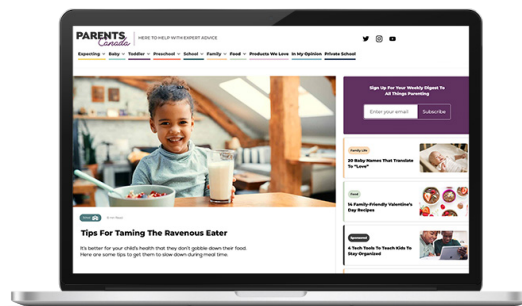 PARENTS
Canada
HERE TO HELP WITH EXPERT ADVICE
Expecting Baby Toddler Preschool School Family Food Products We Love In My Opinion Private School
Sign Up For Your Weekly Digest To
All Things Parenting
Enter your email
Subscribe
Family Life
20 Baby Names That Translate
To "Love"
Food
14 Family-Friendly Valentine's
Day Recipes
Sponsored
4 Tech Tools To Teach Kids To
Stay Organized
Tips For Taming The Ravenous Eater
It's better for your child's health that they don't gobble down their food.
Here are some tips to get them to slow down during meal time.